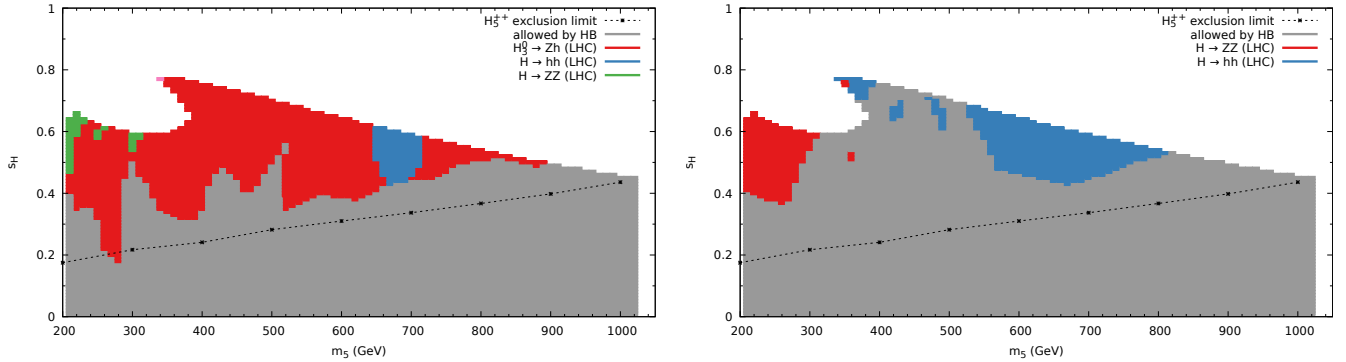 H₅⁺⁺ exclusion limit
allowed by HB
H₃⁰ → Zh (LHC)
H → hh (LHC)
H → ZZ (LHC)
1
0.8
0.6
0.4
0.2
0
s_H
200 300 400 500 600 700 800 900 1000
m₅ (GeV)
H₅⁺⁺ exclusion limit
allowed by HB
H → ZZ (LHC)
H → hh (LHC)
1
0.8
0.6
0.4
0.2
0
s_H
200 300 400 500 600 700 800 900 1000
m₅ (GeV)